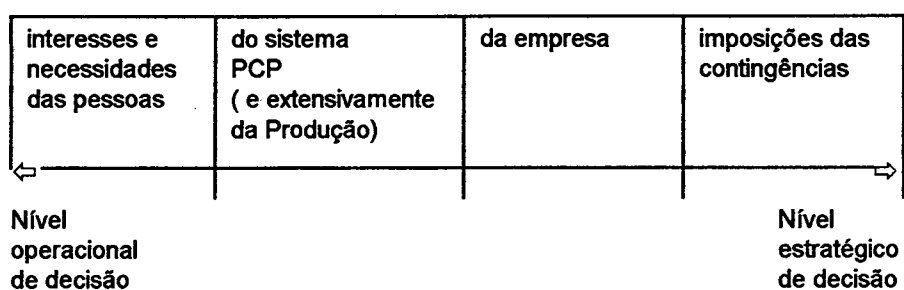 interesses e
necessidades
das pessoas
do sistema
PCP
( e extensivamente
da Produção)
da empresa
imposições das
contingências
Nível
operacional
de decisão
Nível
estratégico
de decisão